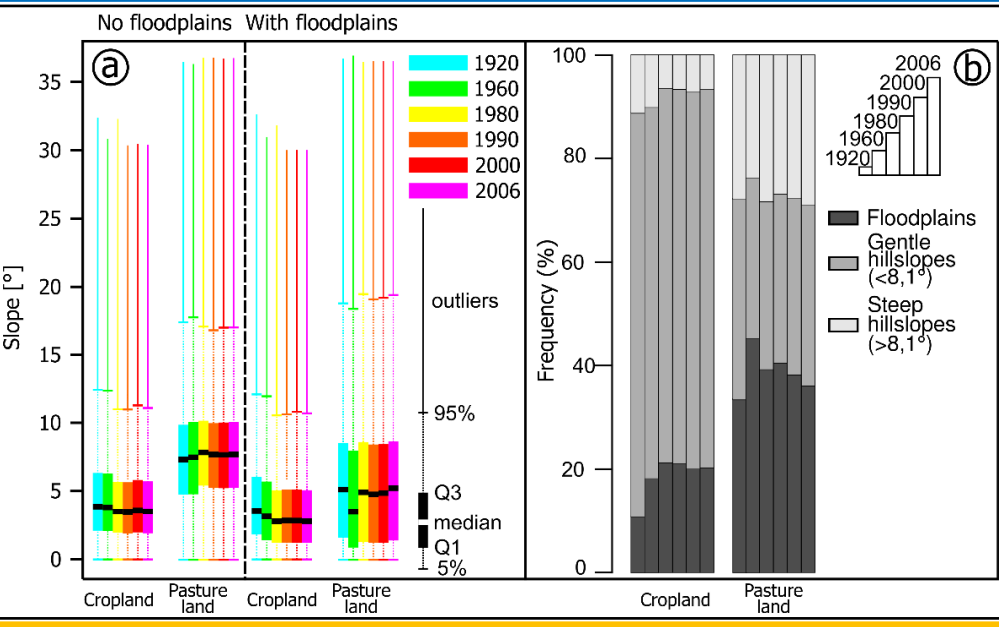 No floodplains With floodplains
a
1920
1960
1980
1990
2000
2006
35
30
25
20
15
10
5
0
Slope [°]
outliers
95%
Q3
median
Q1
5%
Cropland
Pasture
land
Cropland
Pasture
land
b
100
80
60
40
20
0
Frequency (%)
2006
2000
1990
1980
1960
1920
Floodplains
Gentle
hillslopes
(<8,1°)
Steep
hillslopes
(>8,1°)
Cropland
Pasture
land